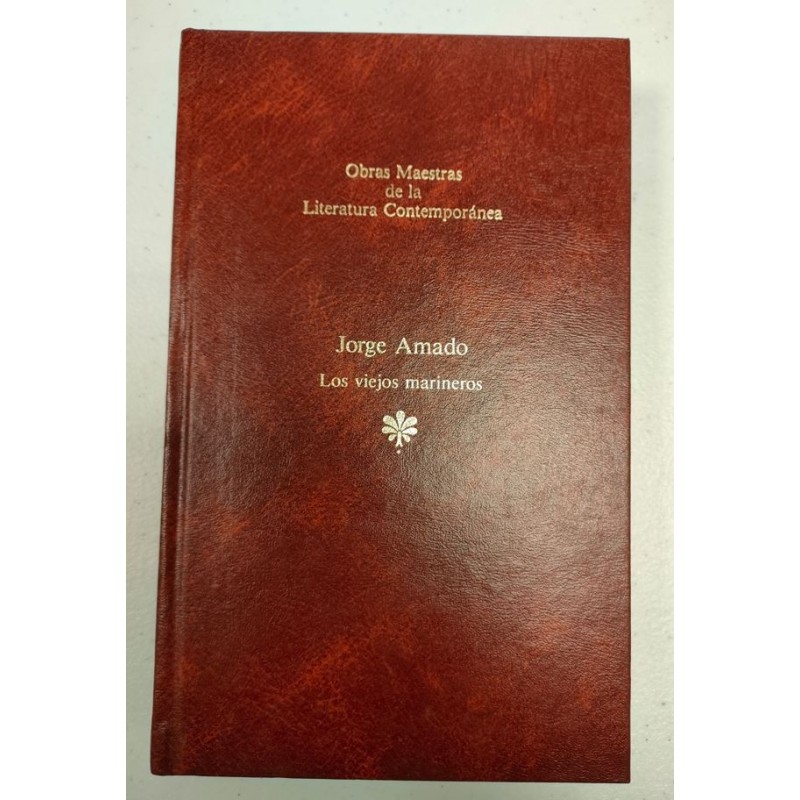 Obras Maestras
de la
Literatura Contemporánea
Jorge Amado
Los viejos marineros